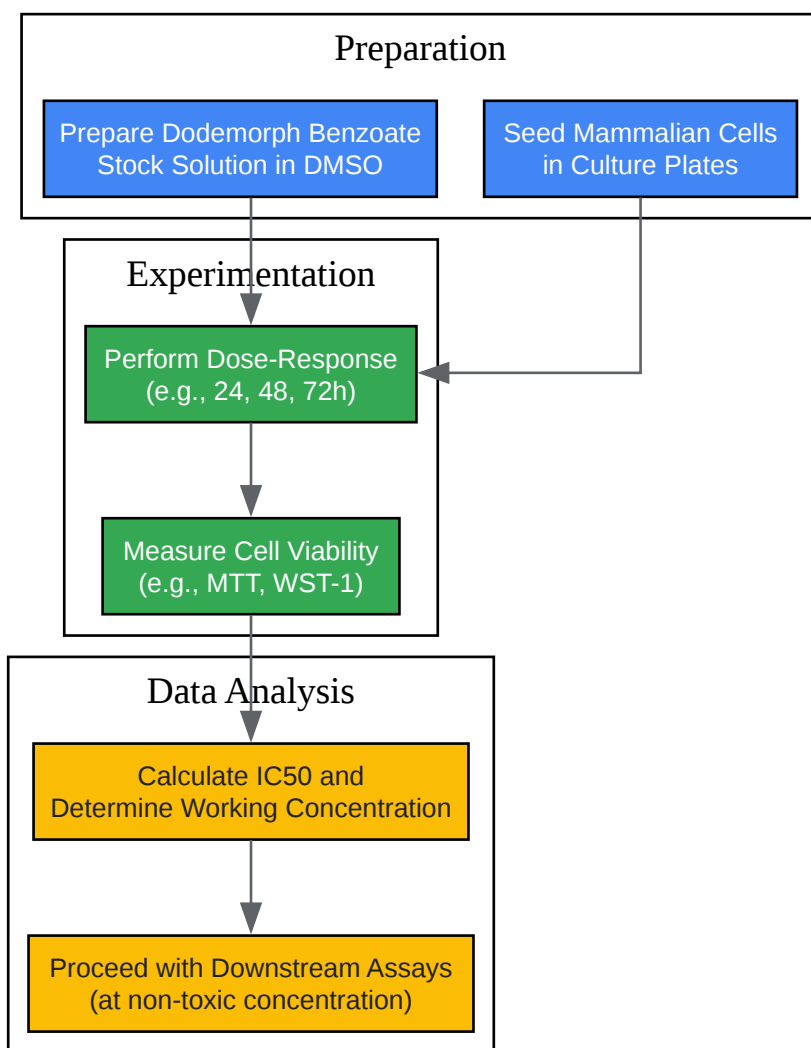 Preparation
Prepare Dodemorph Benzoate
Stock Solution in DMSO
Seed Mammalian Cells
in Culture Plates
Experimentation
Perform Dose-Response
(e.g., 24, 48, 72h)
Measure Cell Viability
(e.g., MTT, WST-1)
Data Analysis
Calculate IC50 and
Determine Working Concentration
Proceed with Downstream Assays
(at non-toxic concentration)